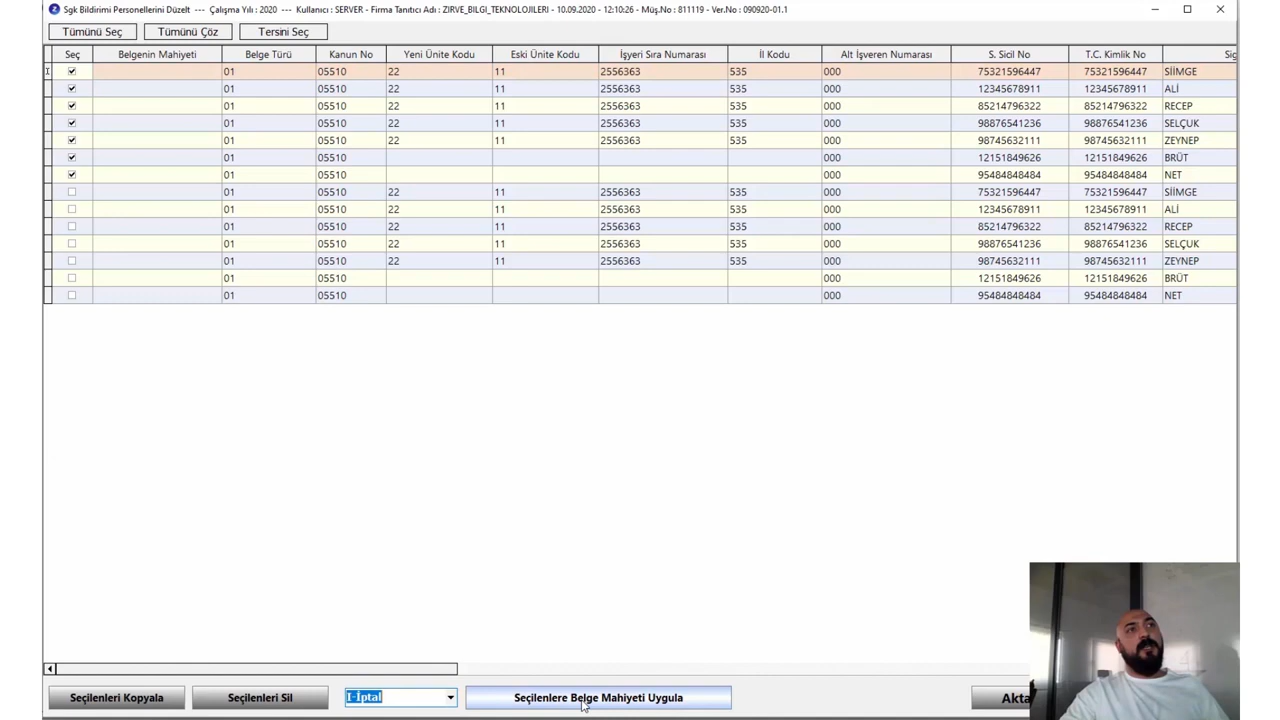 Sgk Bildirimi Personellerini Düzelt --- Çalışma Yılı : 2020 --- Kullanıcı : SERVER - Firma Tanıtıcı Adı : ZIRVE_BILGI_TEKNOLOJILERI - 10.09.2020 - 12:10:26 - Müş.No : 811119 - Ver.No : 090920-01.1
Tümünü Seç Tümünü Çöz Tersini Seç
Seç Belgenin Mahiyeti Belge Türü Kanun No Yeni Ünite Kodu Eski Ünite Kodu İşyeri Sıra Numarası İl Kodu Alt İşveren Numarası S. Sicil No T.C. Kimlik No
01 05510 22 11 2556363 535 000 75321596447 75321596447 SİİMGE
01 05510 22 11 2556363 535 000 12345678911 12345678911 ALİ
01 05510 22 11 2556363 535 000 85214796322 85214796322 RECEP
01 05510 22 11 2556363 535 000 98876541236 98876541236 SELÇUK
01 05510 22 11 2556363 535 000 98745632111 98745632111 ZEYNEP
01 05510 000 12151849626 12151849626 BRÜT
01 05510 000 95484848484 95484848484 NET
01 05510 22 11 2556363 535 000 75321596447 75321596447 SİİMGE
01 05510 22 11 2556363 535 000 12345678911 12345678911 ALİ
01 05510 22 11 2556363 535 000 85214796322 85214796322 RECEP
01 05510 22 11 2556363 535 000 98876541236 98876541236 SELÇUK
01 05510 22 11 2556363 535 000 98745632111 98745632111 ZEYNEP
01 05510 000 12151849626 12151849626 BRÜT
01 05510 000 95484848484 95484848484 NET
Seçilenleri Kopyala Seçilenleri Sil I-İptal Seçilenlere Belge Mahiyeti Uygula